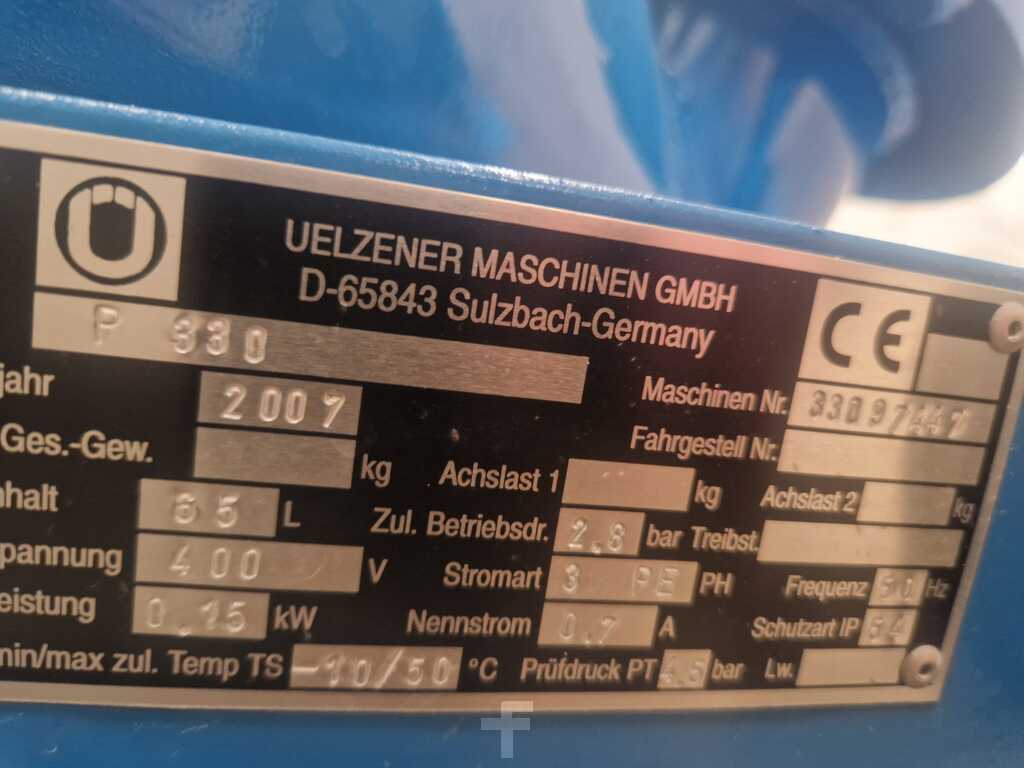 UELZENER MASCHINEN GMBH
D-65843 Sulzbach-Germany
CE
P 330
jahr 2007
Maschinen Nr. 33097447
Ges.-Gew. kg
Fahrgestell Nr.
Achslast 1 kg
Achslast 2 kg
nhalt 65 L
Zul. Betriebsdr. 2.8 bar
Treibst.
pannung 400 V
Stromart 3 PE PH
Frequenz 50 Hz
eistung 0.15 kW
Nennstrom 0.7 A
Schutzart IP 54
min/max zul. Temp TS -10/50 °C
Prüfdruck PT 4.5 bar
Lw.